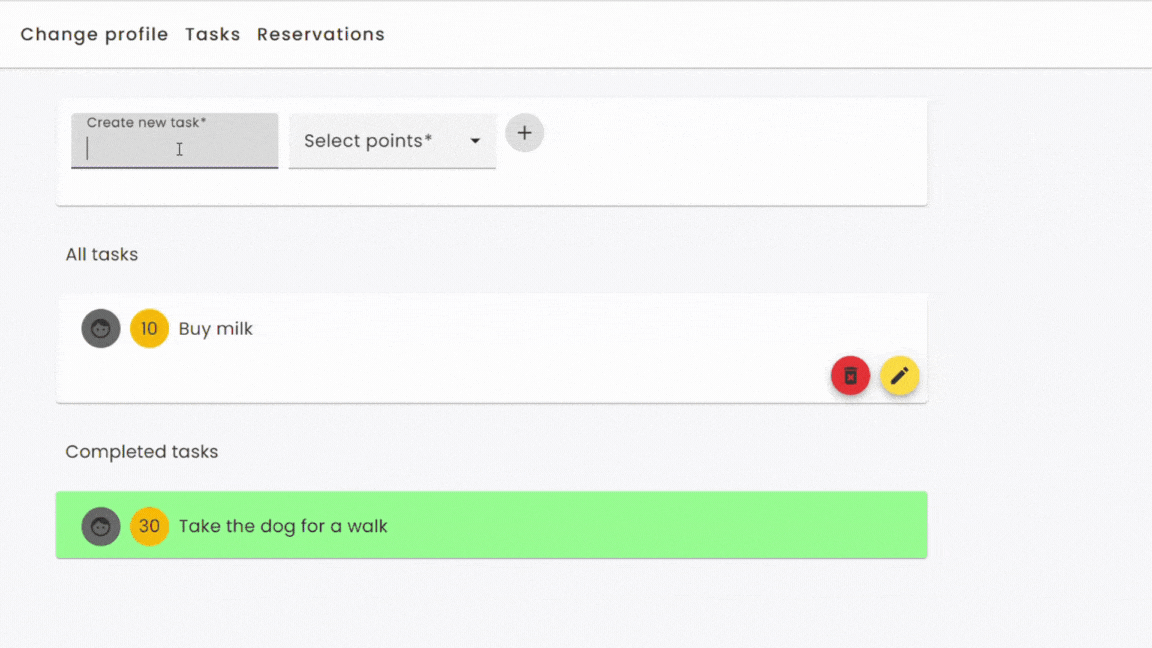 Change profile Tasks Reservations
Create new task*
Select points*
All tasks
10 Buy milk
Completed tasks
30 Take the dog for a walk